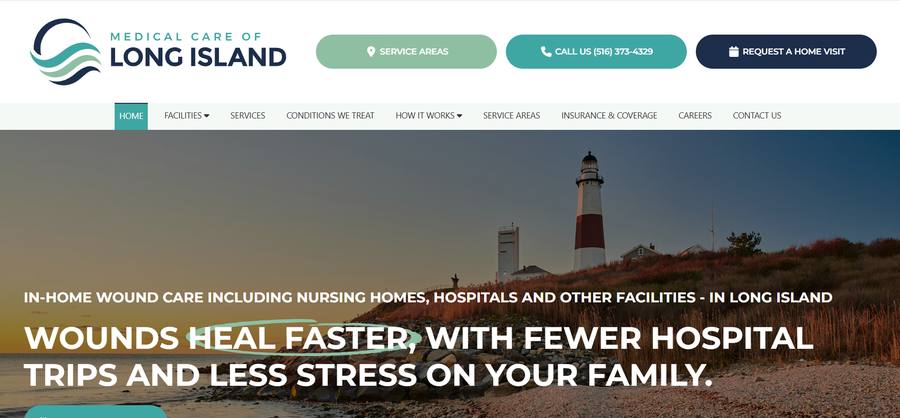 MEDICAL CARE OF
LONG ISLAND
SERVICE AREAS
CALL US (516) 373-4329
REQUEST A HOME VISIT
HOME
FACILITIES
SERVICES
CONDITIONS WE TREAT
HOW IT WORKS
SERVICE AREAS
INSURANCE & COVERAGE
CAREERS
CONTACT US
IN-HOME WOUND CARE INCLUDING NURSING HOMES, HOSPITALS AND OTHER FACILITIES - IN LONG ISLAND
WOUNDS HEAL FASTER, WITH FEWER HOSPITAL
TRIPS AND LESS STRESS ON YOUR FAMILY.